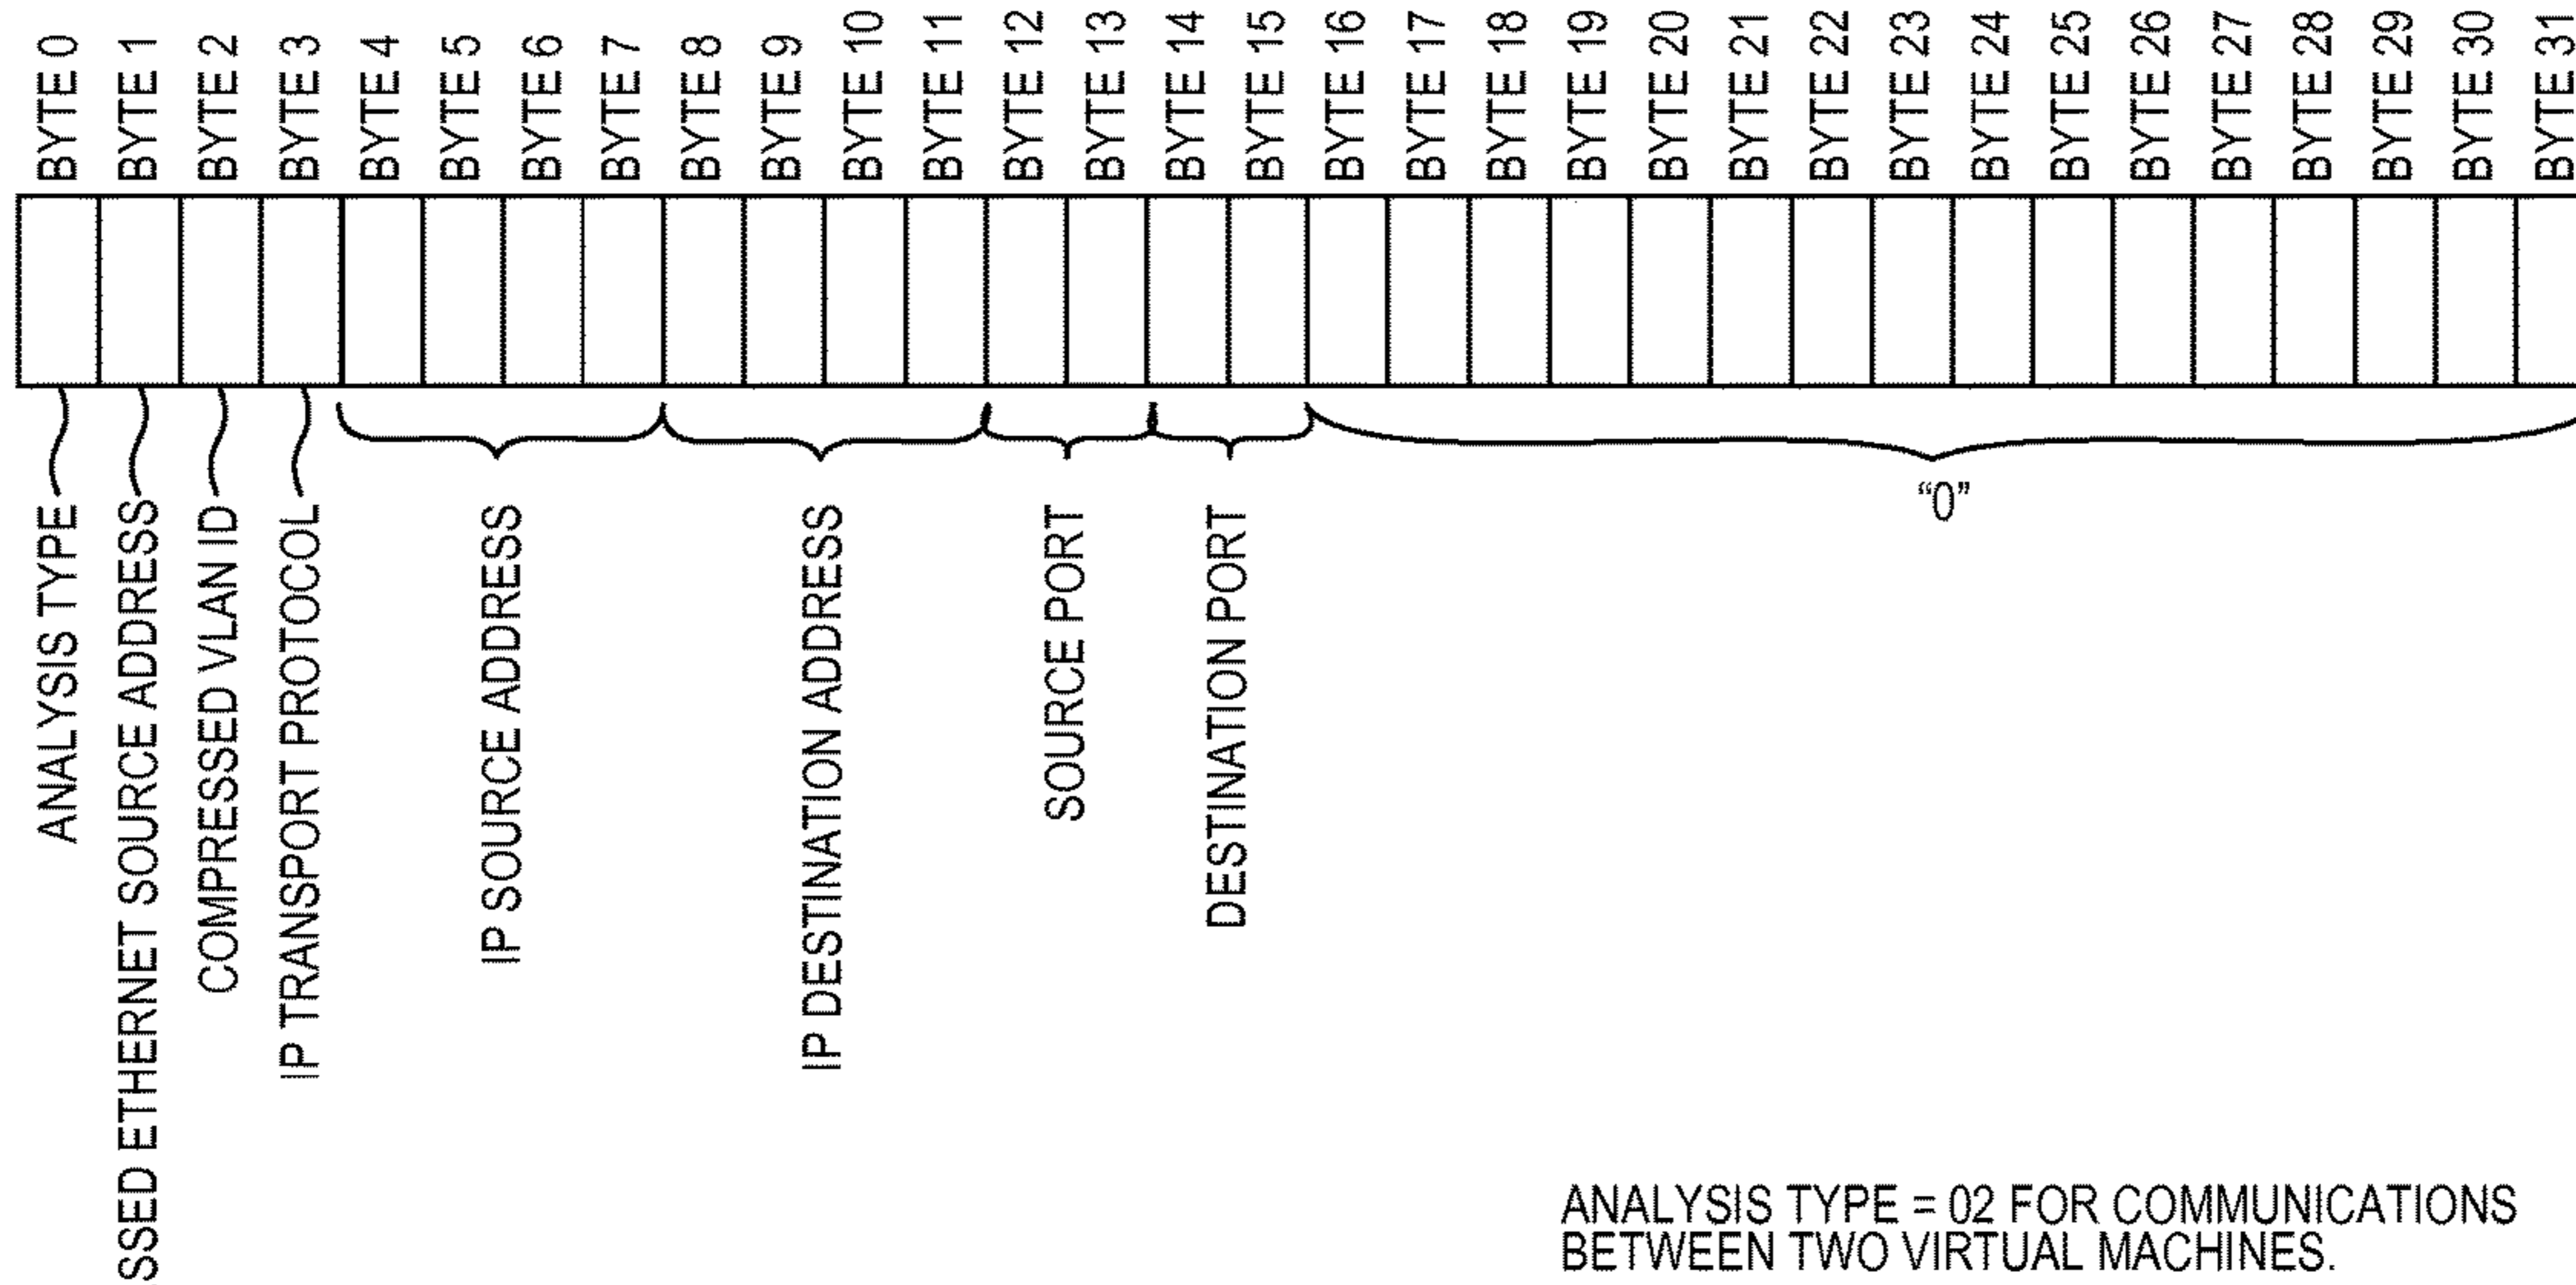 BYTE 0
BYTE 1
BYTE 2
BYTE 3
BYTE 4
BYTE 5
BYTE 6
BYTE 7
BYTE 8
BYTE 9
BYTE 10
BYTE 11
BYTE 12
BYTE 13
BYTE 14
BYTE 15
BYTE 16
BYTE 17
BYTE 18
BYTE 19
BYTE 20
BYTE 21
BYTE 22
BYTE 23
BYTE 24
BYTE 25
BYTE 26
BYTE 27
BYTE 28
BYTE 29
BYTE 30
BYTE 31
ANALYSIS TYPE
SSED ETHERNET SOURCE ADDRESS
COMPRESSED VLAN ID
IP TRANSPORT PROTOCOL
IP SOURCE ADDRESS
IP DESTINATION ADDRESS
SOURCE PORT
DESTINATION PORT
“0”
ANALYSIS TYPE = 02 FOR COMMUNICATIONS
BETWEEN TWO VIRTUAL MACHINES.